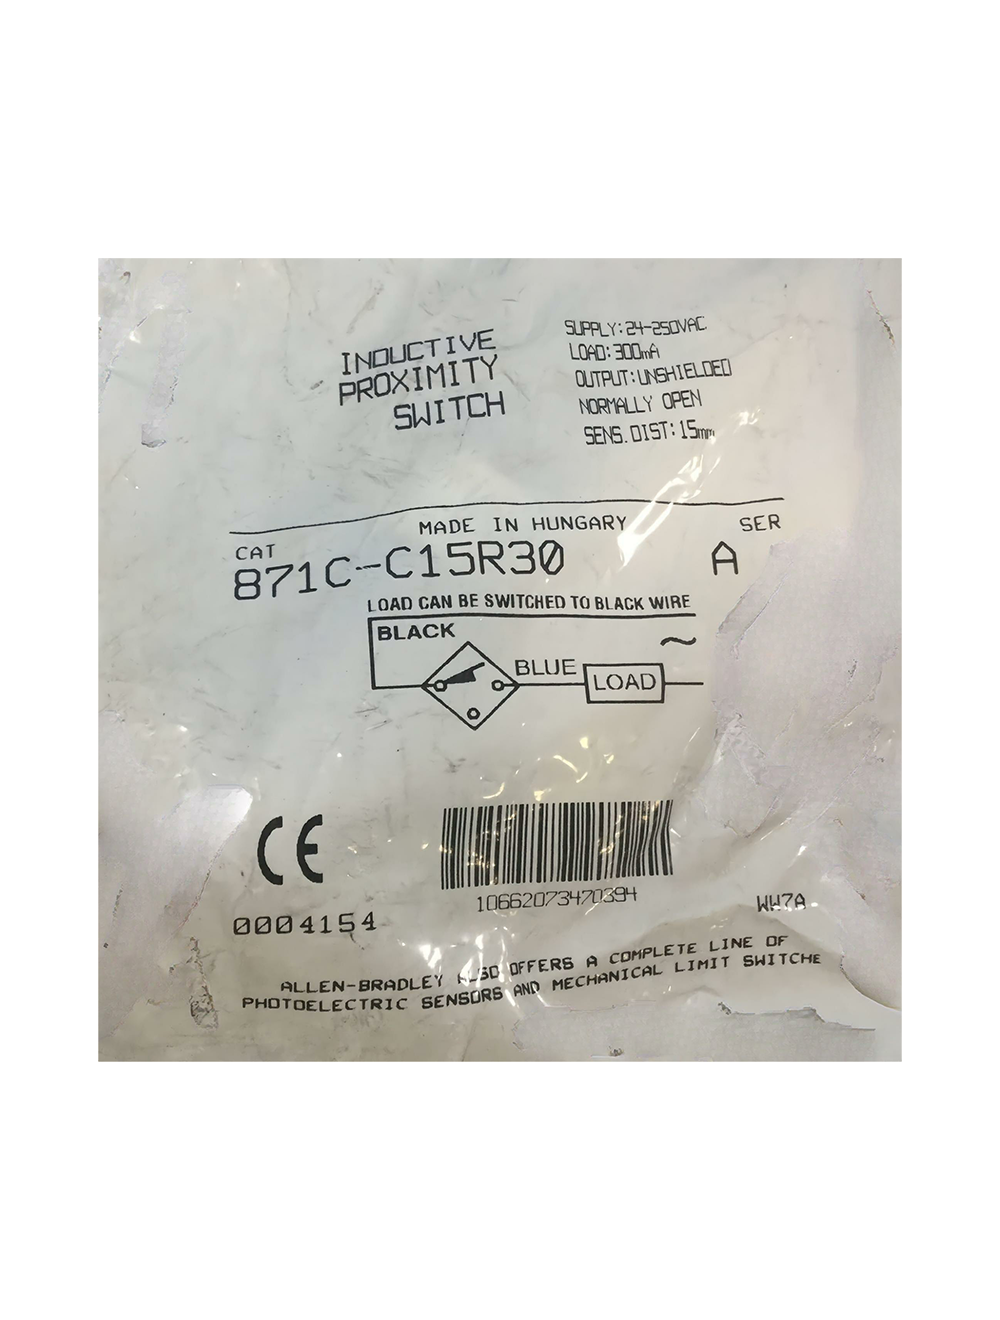 INDUCTIVE
PROXIMITY
SWITCH
SUPPLY: 24-250VAC
LOAD: 300mA
OUTPUT: UNSHIELDED
NORMALLY OPEN
SENS. DIST: 15mm
MADE IN HUNGARY
SER
CAT
871C-C15R30
A
LOAD CAN BE SWITCHED TO BLACK WIRE
BLACK
~
BLUE
LOAD
CE
10662073470394
0004154
WW7A
ALLEN-BRADLEY ALSO OFFERS A COMPLETE LINE OF
PHOTOELECTRIC SENSORS AND MECHANICAL LIMIT SWITCHE